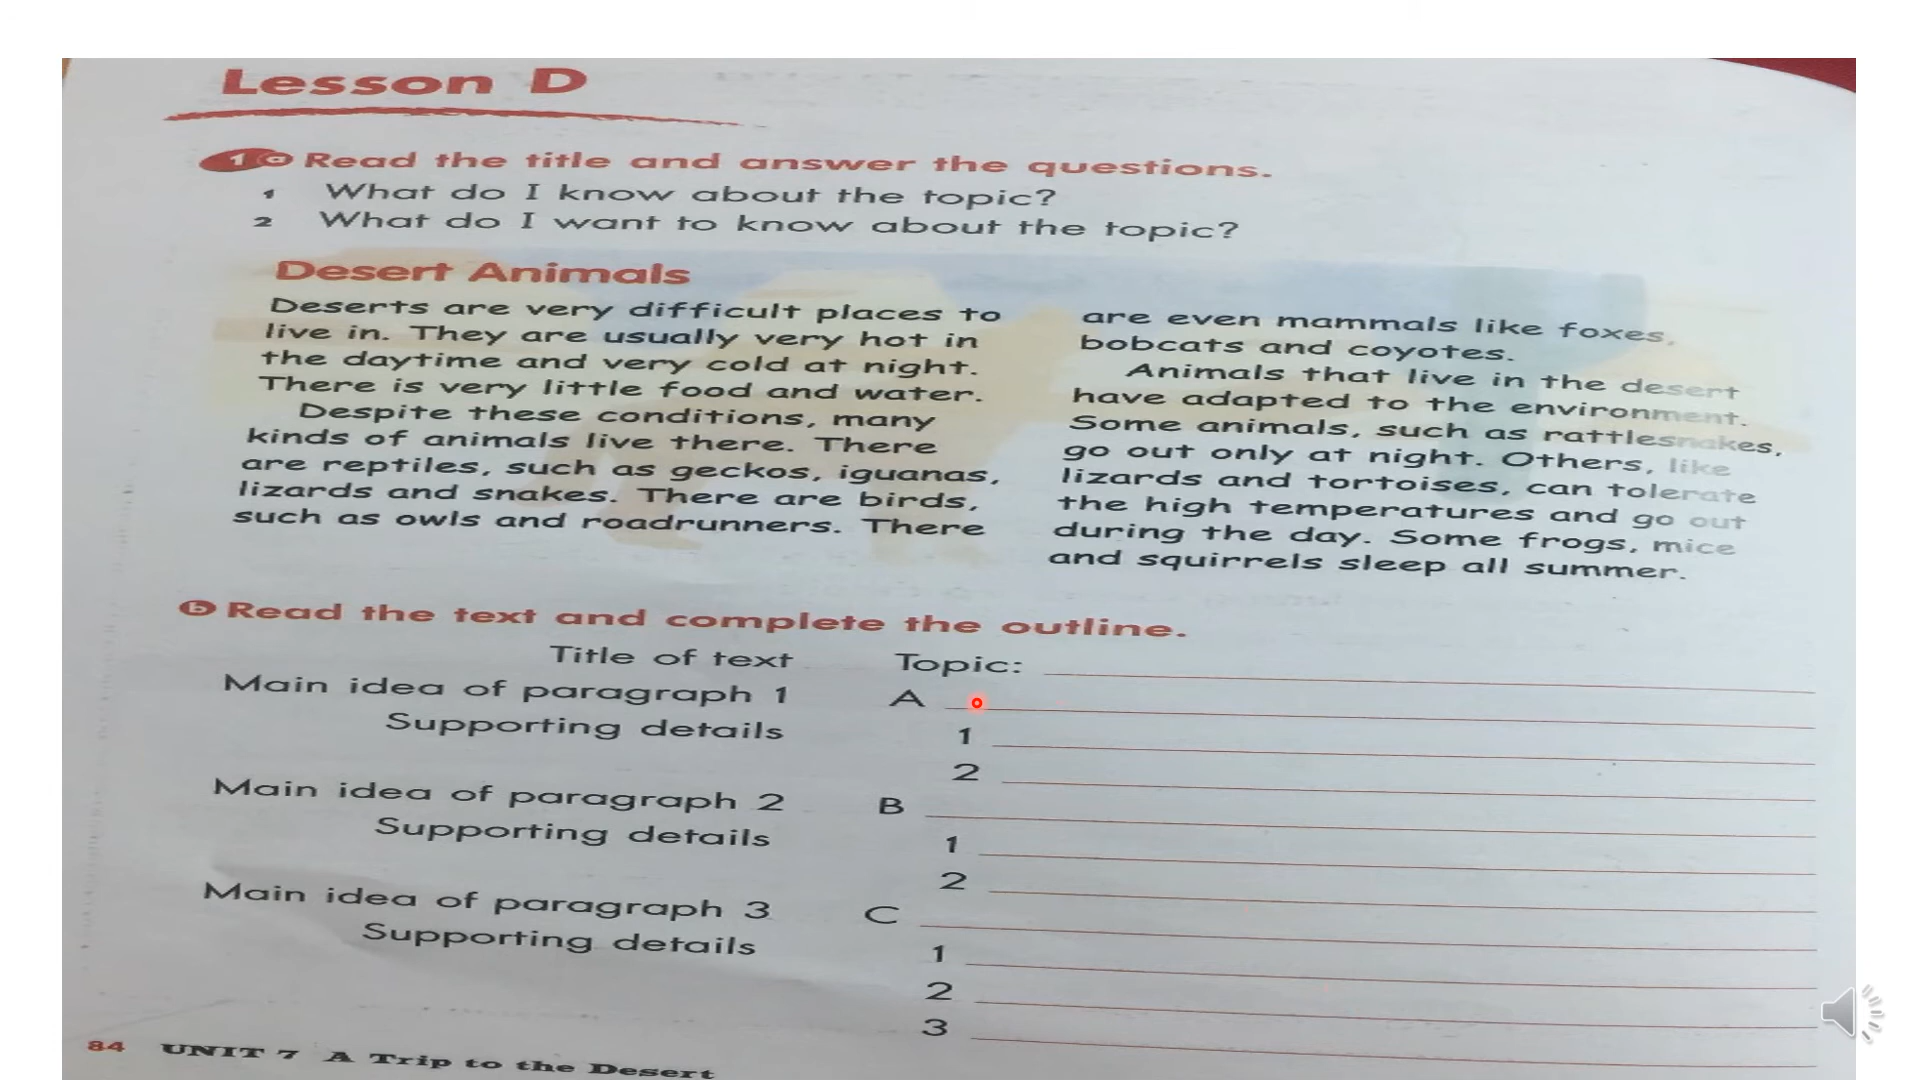 Lesson D
1 a Read the title and answer the questions.
1 What do I know about the topic?
2 What do I want to know about the topic?
Desert Animals
Deserts are very difficult places to
live in. They are usually very hot in
the daytime and very cold at night.
There is very little food and water.
Despite these conditions, many
kinds of animals live there. There
are reptiles, such as geckos, iguanas,
lizards and snakes. There are birds,
such as owls and roadrunners. There
are even mammals like foxes,
bobcats and coyotes.
Animals that live in the desert
have adapted to the environment.
Some animals, such as rattlesnakes,
go out only at night. Others, like
lizards and tortoises, can tolerate
the high temperatures and go out
during the day. Some frogs, mice
and squirrels sleep all summer.
b Read the text and complete the outline.
Title of text Topic:
Main idea of paragraph 1 A
Supporting details 1
2
Main idea of paragraph 2 B
Supporting details 1
2
Main idea of paragraph 3 C
Supporting details 1
2
3
84 UNIT 7 A Trip to the Desert